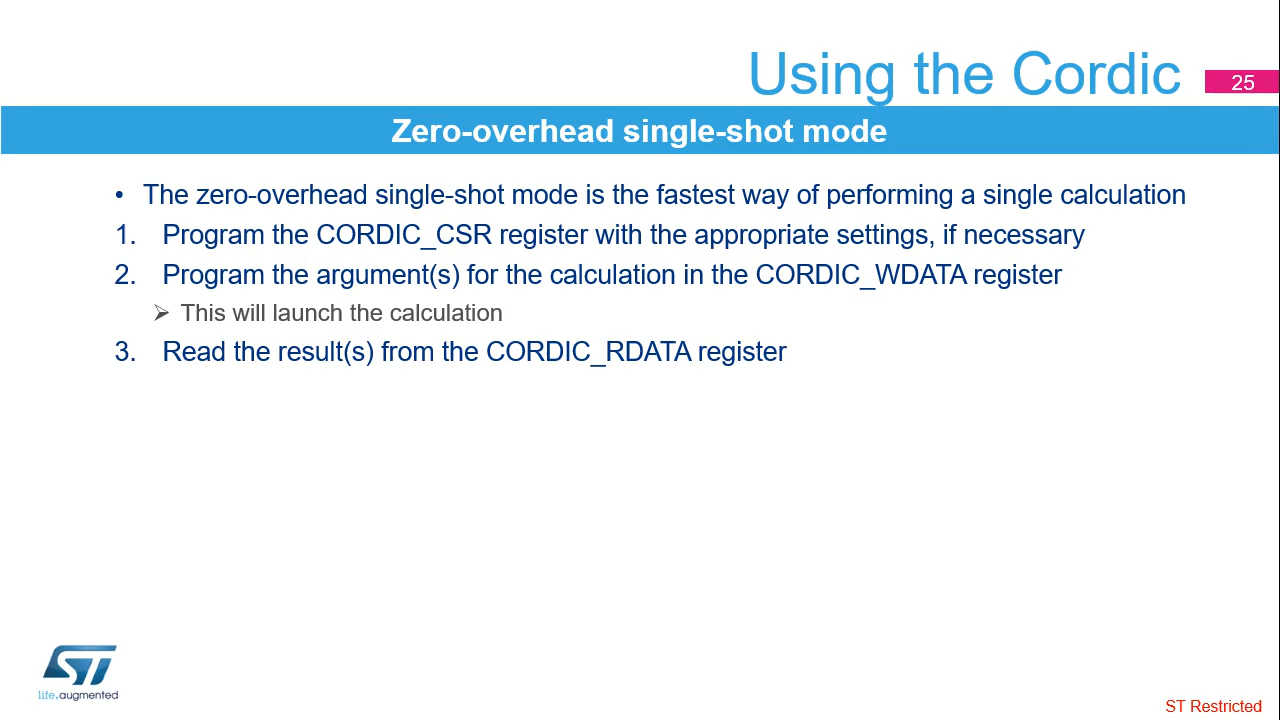 Using the Cordic
25
Zero-overhead single-shot mode
• The zero-overhead single-shot mode is the fastest way of performing a single calculation
1. Program the CORDIC_CSR register with the appropriate settings, if necessary
2. Program the argument(s) for the calculation in the CORDIC_WDATA register
➢ This will launch the calculation
3. Read the result(s) from the CORDIC_RDATA register
ST
life.augmented
ST Restricted